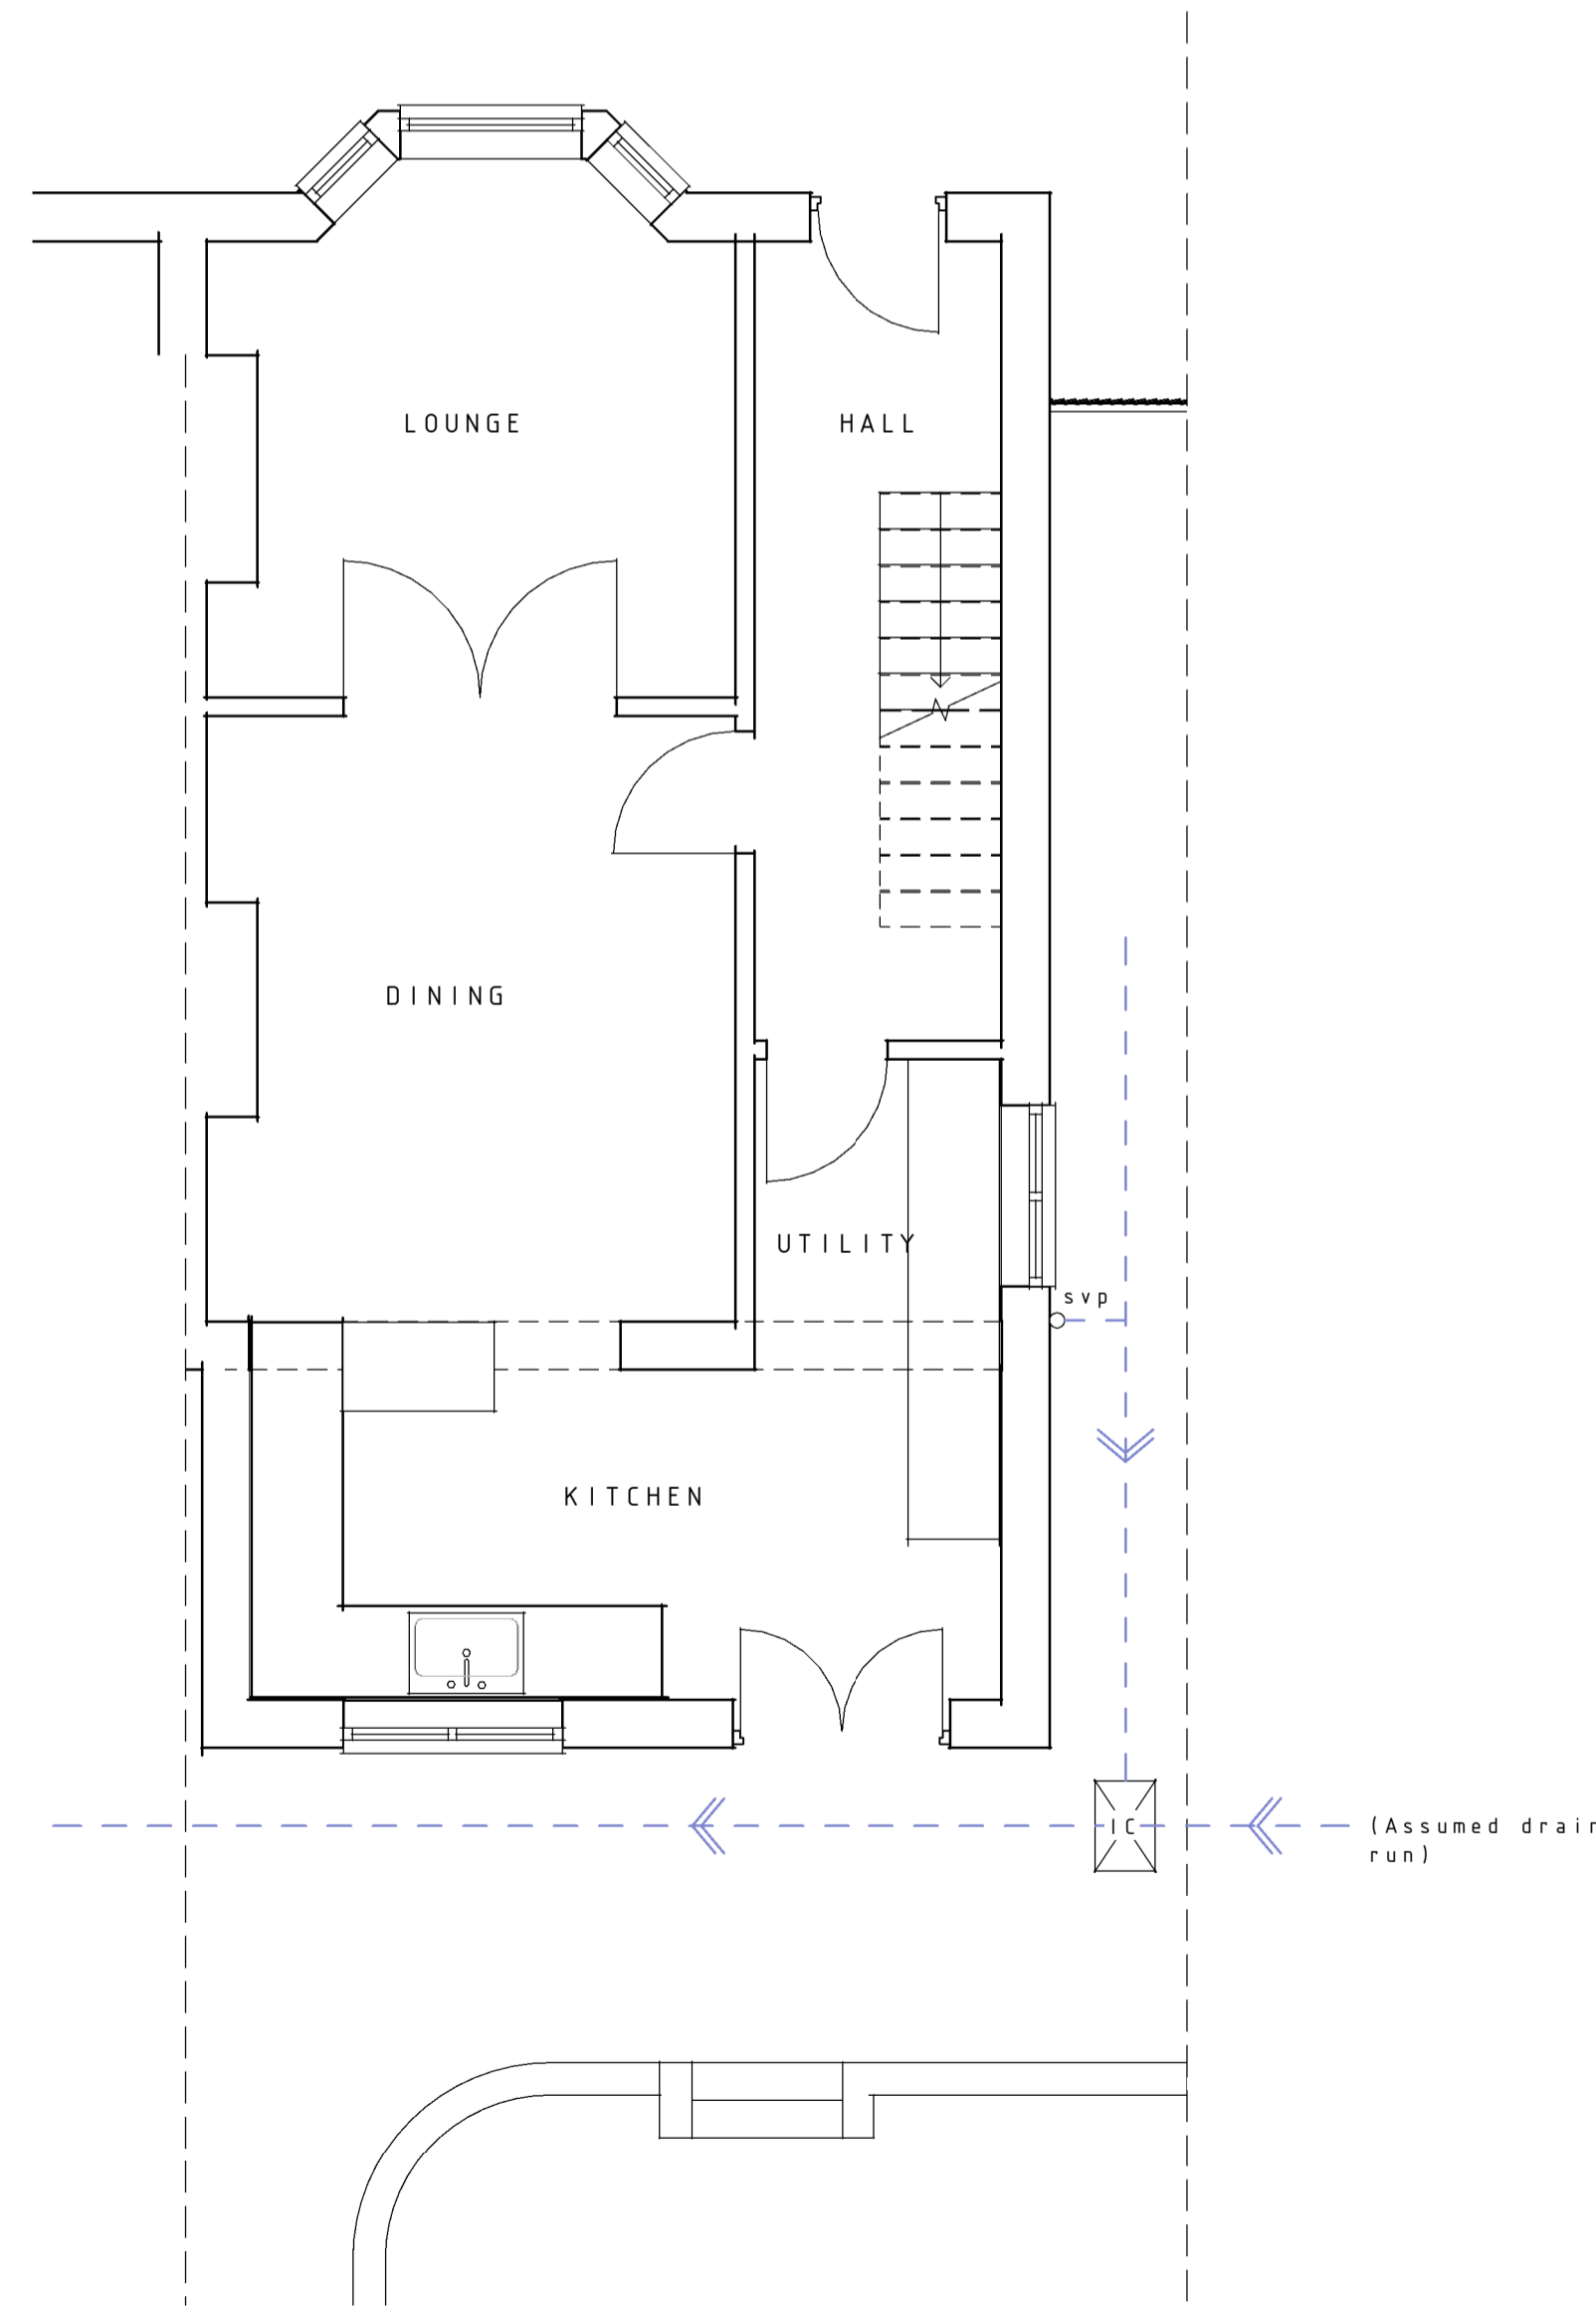 LOUNGE
HALL
DINING
UTILITY
svp
KITCHEN
IC
(Assumed drain
run)